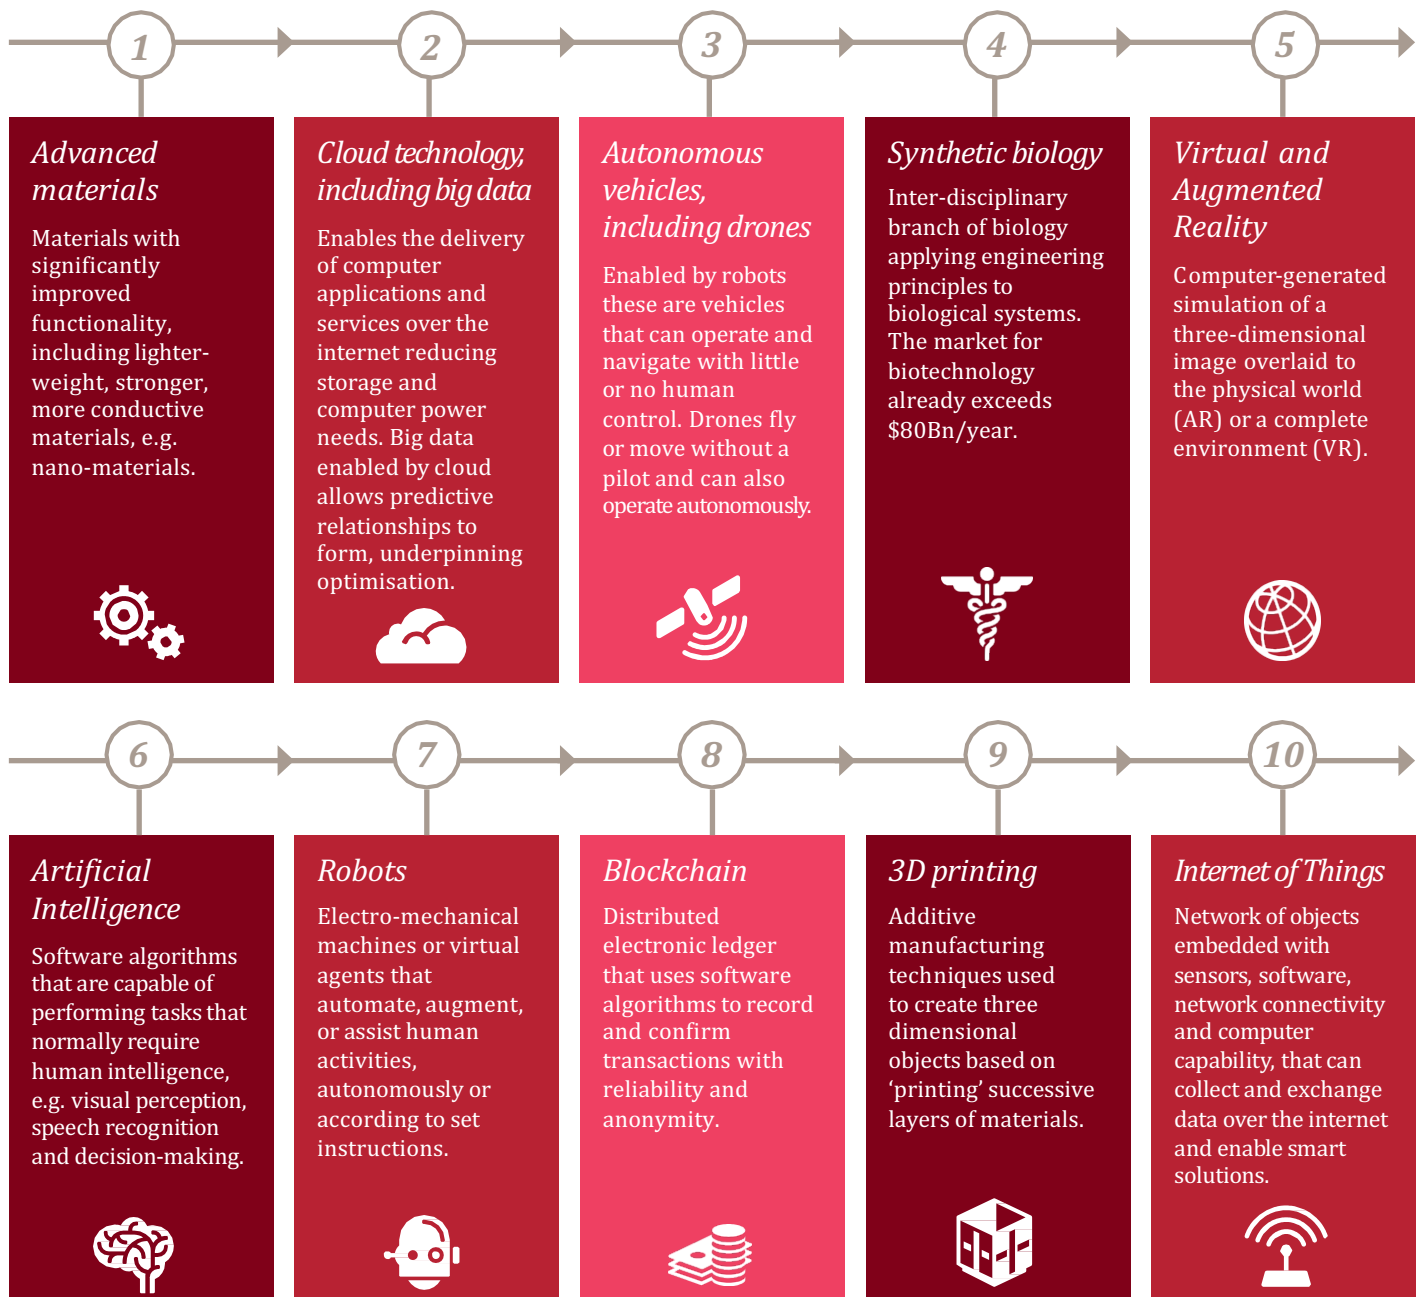 1
Advanced
materials
Materials with
significantly
improved
functionality,
including lighter-
weight, stronger,
more conductive
materials, e.g.
nano-materials.
2
Cloud technology,
including big data
Enables the delivery
of computer
applications and
services over the
internet reducing
storage and
computer power
needs. Big data
enabled by cloud
allows predictive
relationships to
form, underpinning
optimisation.
3
Autonomous
vehicles,
including drones
Enabled by robots
these are vehicles
that can operate and
navigate with little
or no human
control. Drones fly
or move without a
pilot and can also
operate autonomously.
4
Synthetic biology
Inter-disciplinary
branch of biology
applying engineering
principles to
biological systems.
The market for
biotechnology
already exceeds
$80Bn/year.
5
Virtual and
Augmented
Reality
Computer-generated
simulation of a
three-dimensional
image overlaid to
the physical world
(AR) or a complete
environment (VR).
6
Artificial
Intelligence
Software algorithms
that are capable of
performing tasks that
normally require
human intelligence,
e.g. visual perception,
speech recognition
and decision-making.
7
Robots
Electro-mechanical
machines or virtual
agents that
automate, augment,
or assist human
activities,
autonomously or
according to set
instructions.
8
Blockchain
Distributed
electronic ledger
that uses software
algorithms to record
and confirm
transactions with
reliability and
anonymity.
9
3D printing
Additive
manufacturing
techniques used
to create three
dimensional
objects based on
‘printing’ successive
layers of materials.
10
Internet of Things
Network of objects
embedded with
sensors, software,
network connectivity
and computer
capability, that can
collect and exchange
data over the internet
and enable smart
solutions.